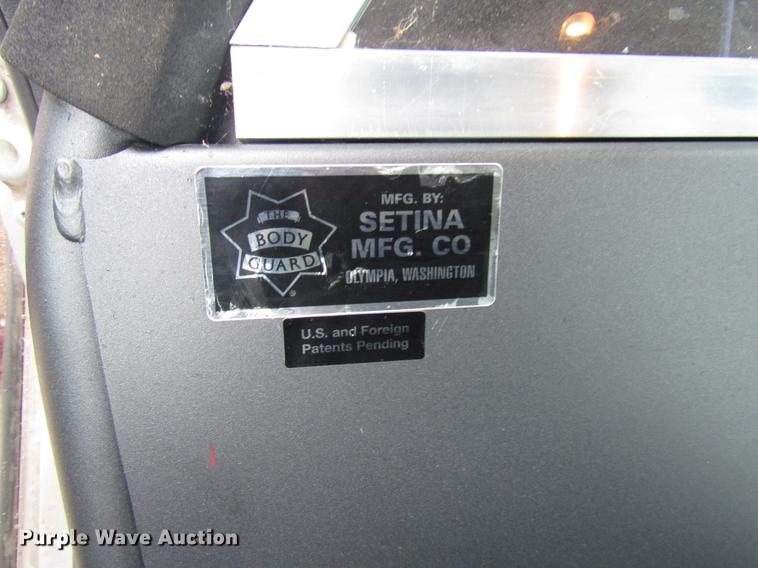 THE
BODY
GUARD
®
MFG. BY:
SETINA
MFG. CO
OLYMPIA, WASHINGTON
U.S. and Foreign
Patents Pending
Purple Wave Auction